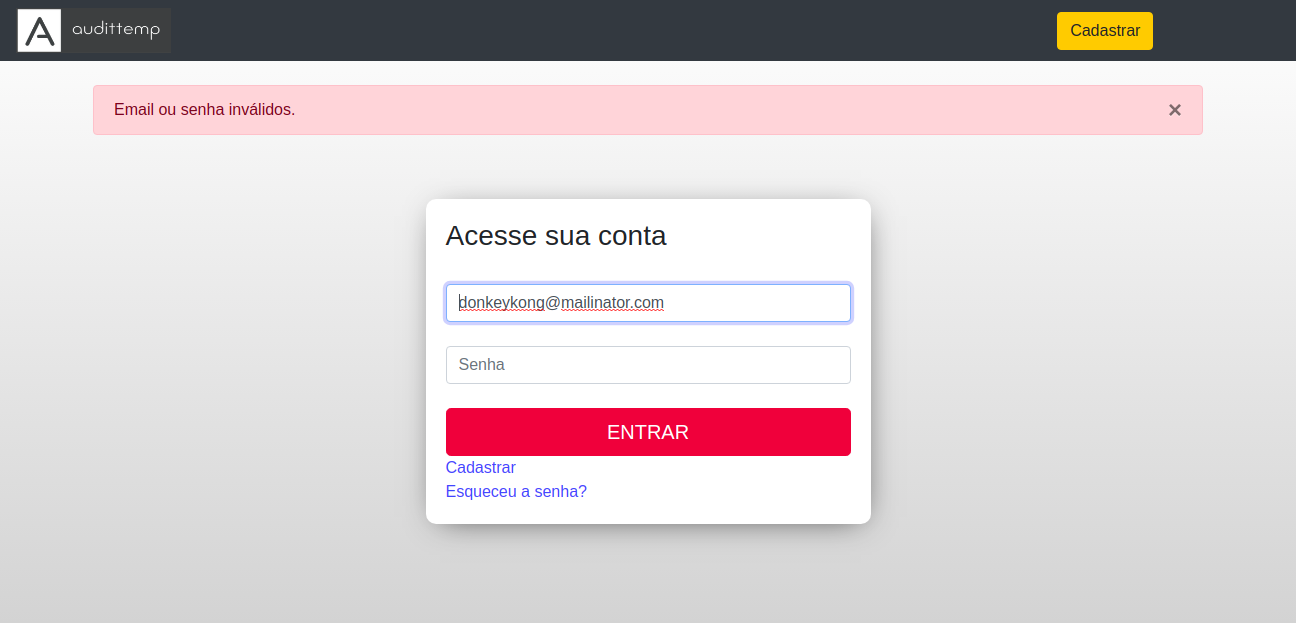 A audittemp
Cadastrar
Email ou senha inválidos.
×
Acesse sua conta
donkeykong@mailinator.com
Senha
ENTRAR
Cadastrar
Esqueceu a senha?